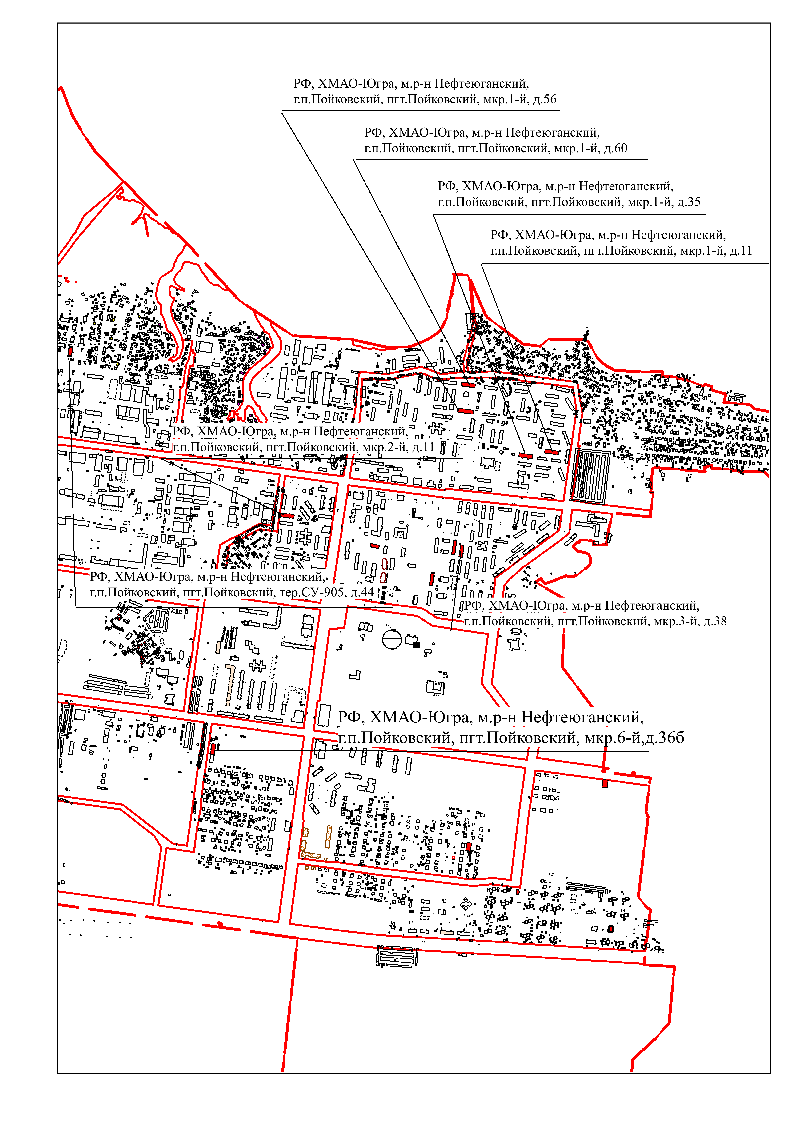 РФ, ХМАО-Югра, м.р-н Нефтеюганский,
г.п.Пойковский, пгт.Пойковский, мкр.1-й, д.56
РФ, ХМАО-Югра, м.р-н Нефтеюганский,
г.п.Пойковский, пгт.Пойковский, мкр.1-й, д.60
РФ, ХМАО-Югра, м.р-н Нефтеюганский,
г.п.Пойковский, пгт.Пойковский, мкр.1-й, д.35
РФ, ХМАО-Югра, м.р-н Нефтеюганский,
г.п.Пойковский, пгт.Пойковский, мкр.1-й, д.11
РФ, ХМАО-Югра, м.р-н Нефтеюганский,
г.п.Пойковский, пгт.Пойковский, мкр.2-й, д.11
РФ, ХМАО-Югра, м.р-н Нефтеюганский,
г.п.Пойковский, пгт.Пойковский, тер.СУ-905, д.44
РФ, ХМАО-Югра, м.р-н Нефтеюганский,
г.п.Пойковский, пгт.Пойковский, мкр.3-й, д.38
РФ, ХМАО-Югра, м.р-н Нефтеюганский,
г.п.Пойковский, пгт.Пойковский, мкр.6-й,д.36б